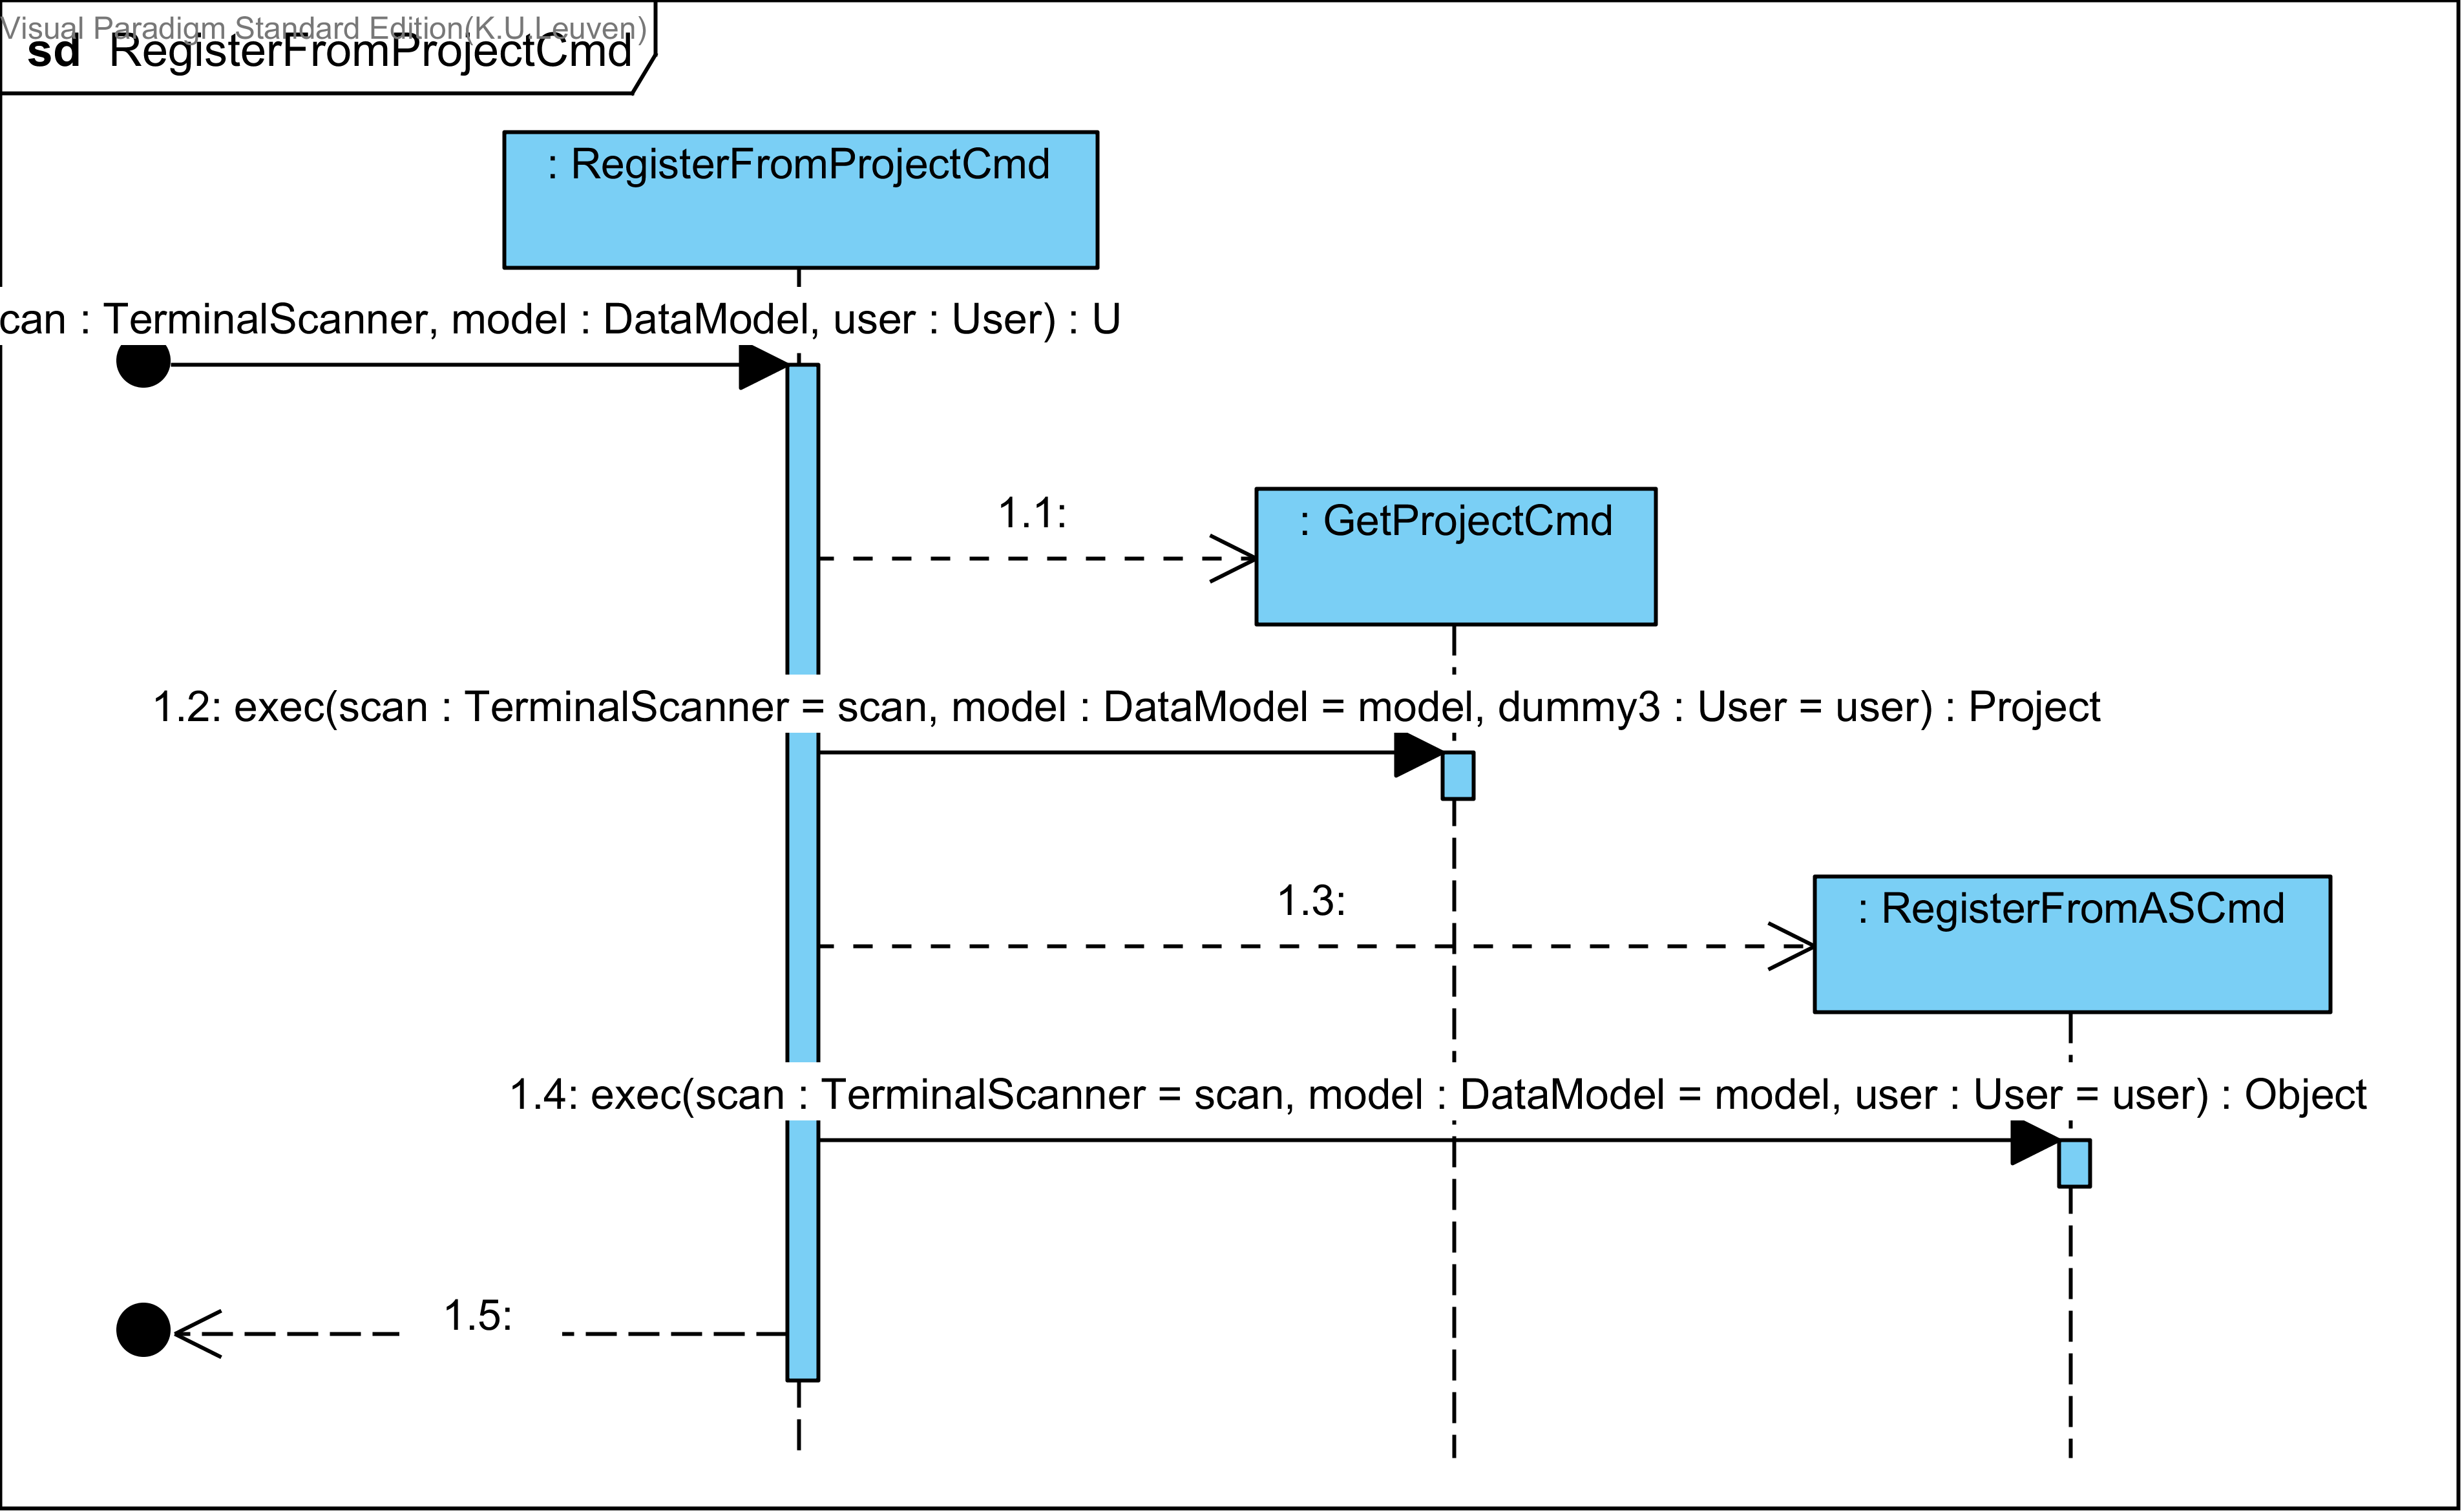 Visual Paradigm Standard Edition(K.U.Leuven)
sd RegisterFromProjectCmd
: RegisterFromProjectCmd
can : TerminalScanner, model : DataModel, user : User) : U
1.1:
: GetProjectCmd
1.2: exec(scan : TerminalScanner = scan, model : DataModel = model, dummy3 : User = user) : Project
1.3:
: RegisterFromASCmd
1.4: exec(scan : TerminalScanner = scan, model : DataModel = model, user : User = user) : Object
1.5: